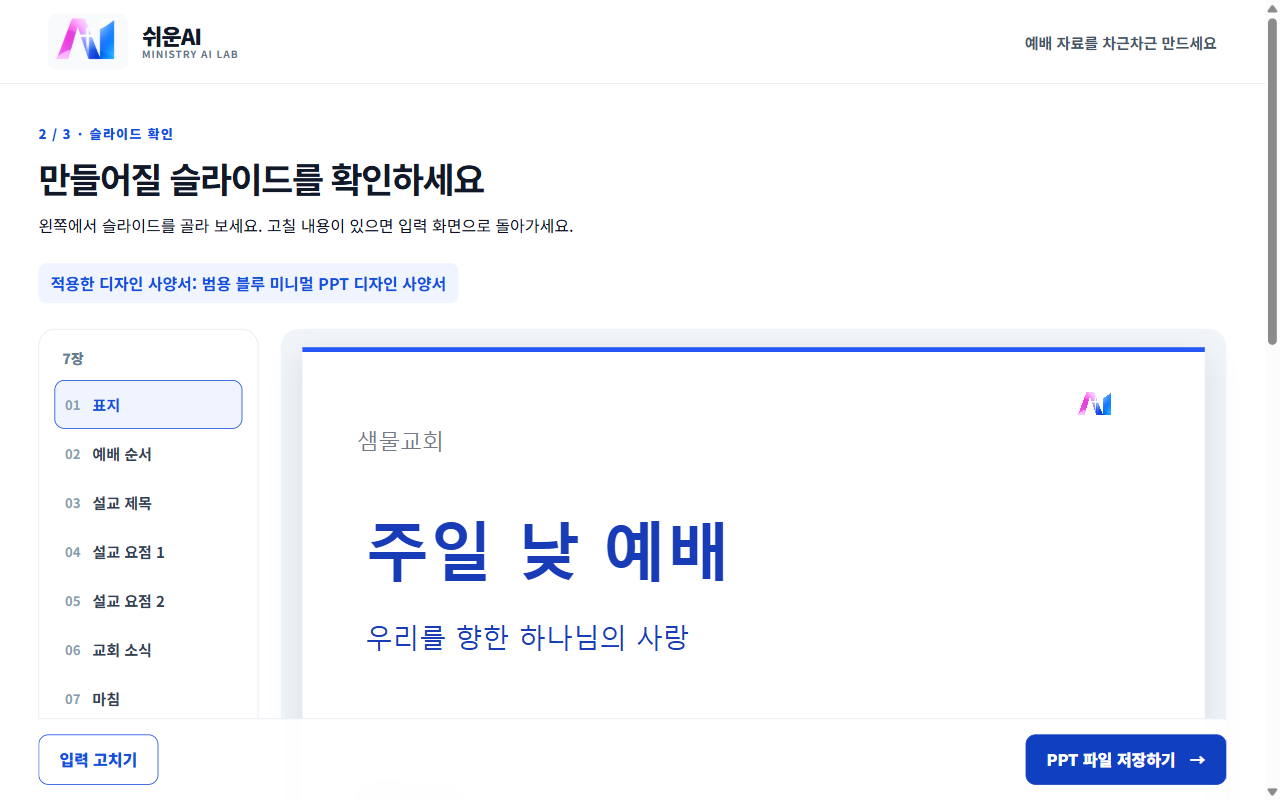 쉬운AI
MINISTRY AI LAB
예배 자료를 차근차근 만드세요
2 / 3 · 슬라이드 확인
만들어질 슬라이드를 확인하세요
왼쪽에서 슬라이드를 골라 보세요. 고칠 내용이 있으면 입력 화면으로 돌아가세요.
적용한 디자인 사양서: 범용 블루 미니멀 PPT 디자인 사양서
7장
01 표지
02 예배 순서
03 설교 제목
04 설교 요점 1
05 설교 요점 2
06 교회 소식
07 마침
샘물교회
주일 낮 예배
우리를 향한 하나님의 사랑
입력 고치기
PPT 파일 저장하기 →